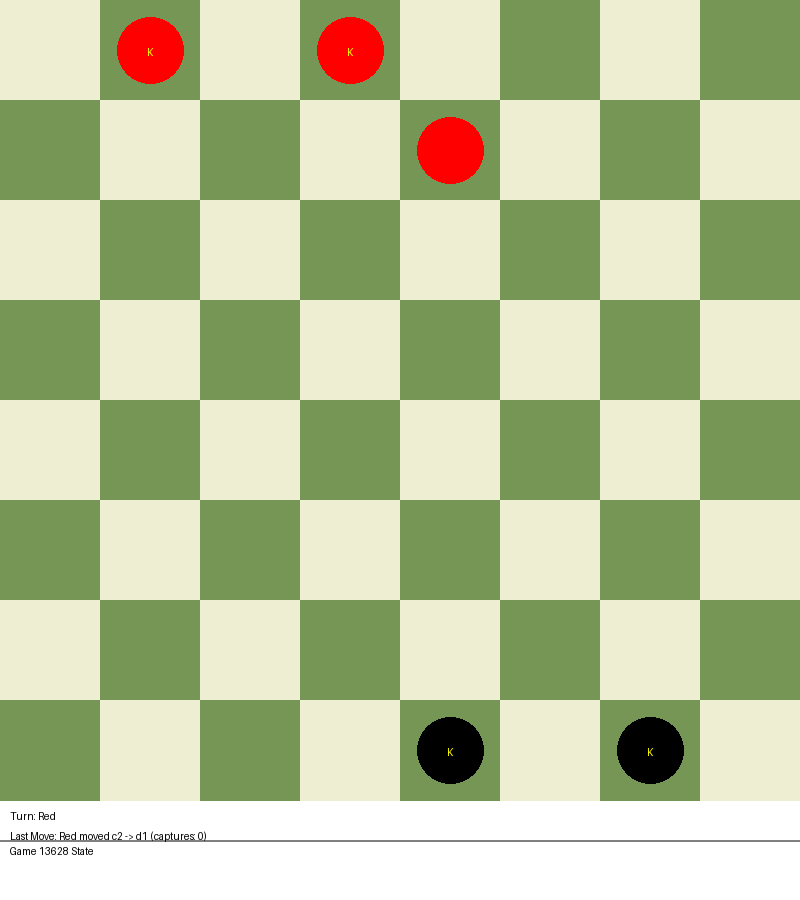 K K
K K
Turn: Red
Last Move: Red moved c2 -> d1 (captures: 0)
Game 13628 State